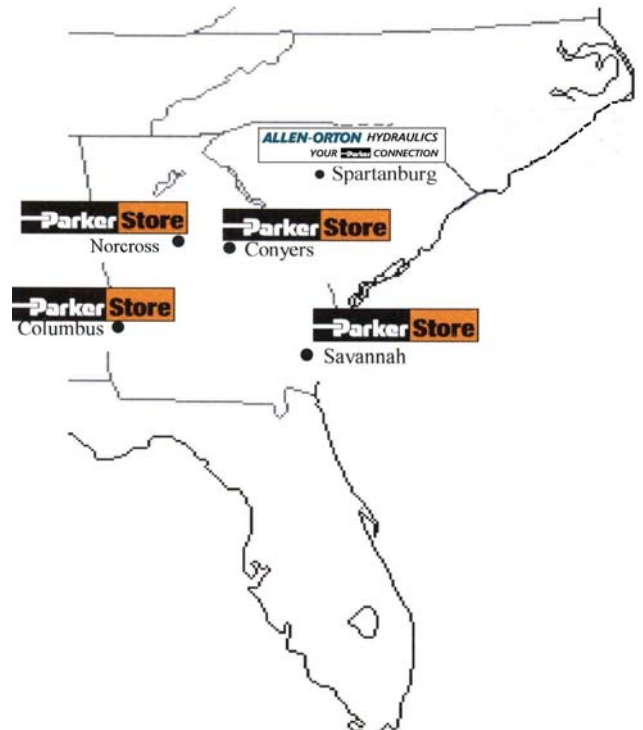 ALLEN-ORTON HYDRAULICS
YOUR Parker CONNECTION
Spartanburg
Parker Store
Norcross
Parker Store
Conyers
Parker Store
Columbus
Parker Store
Savannah